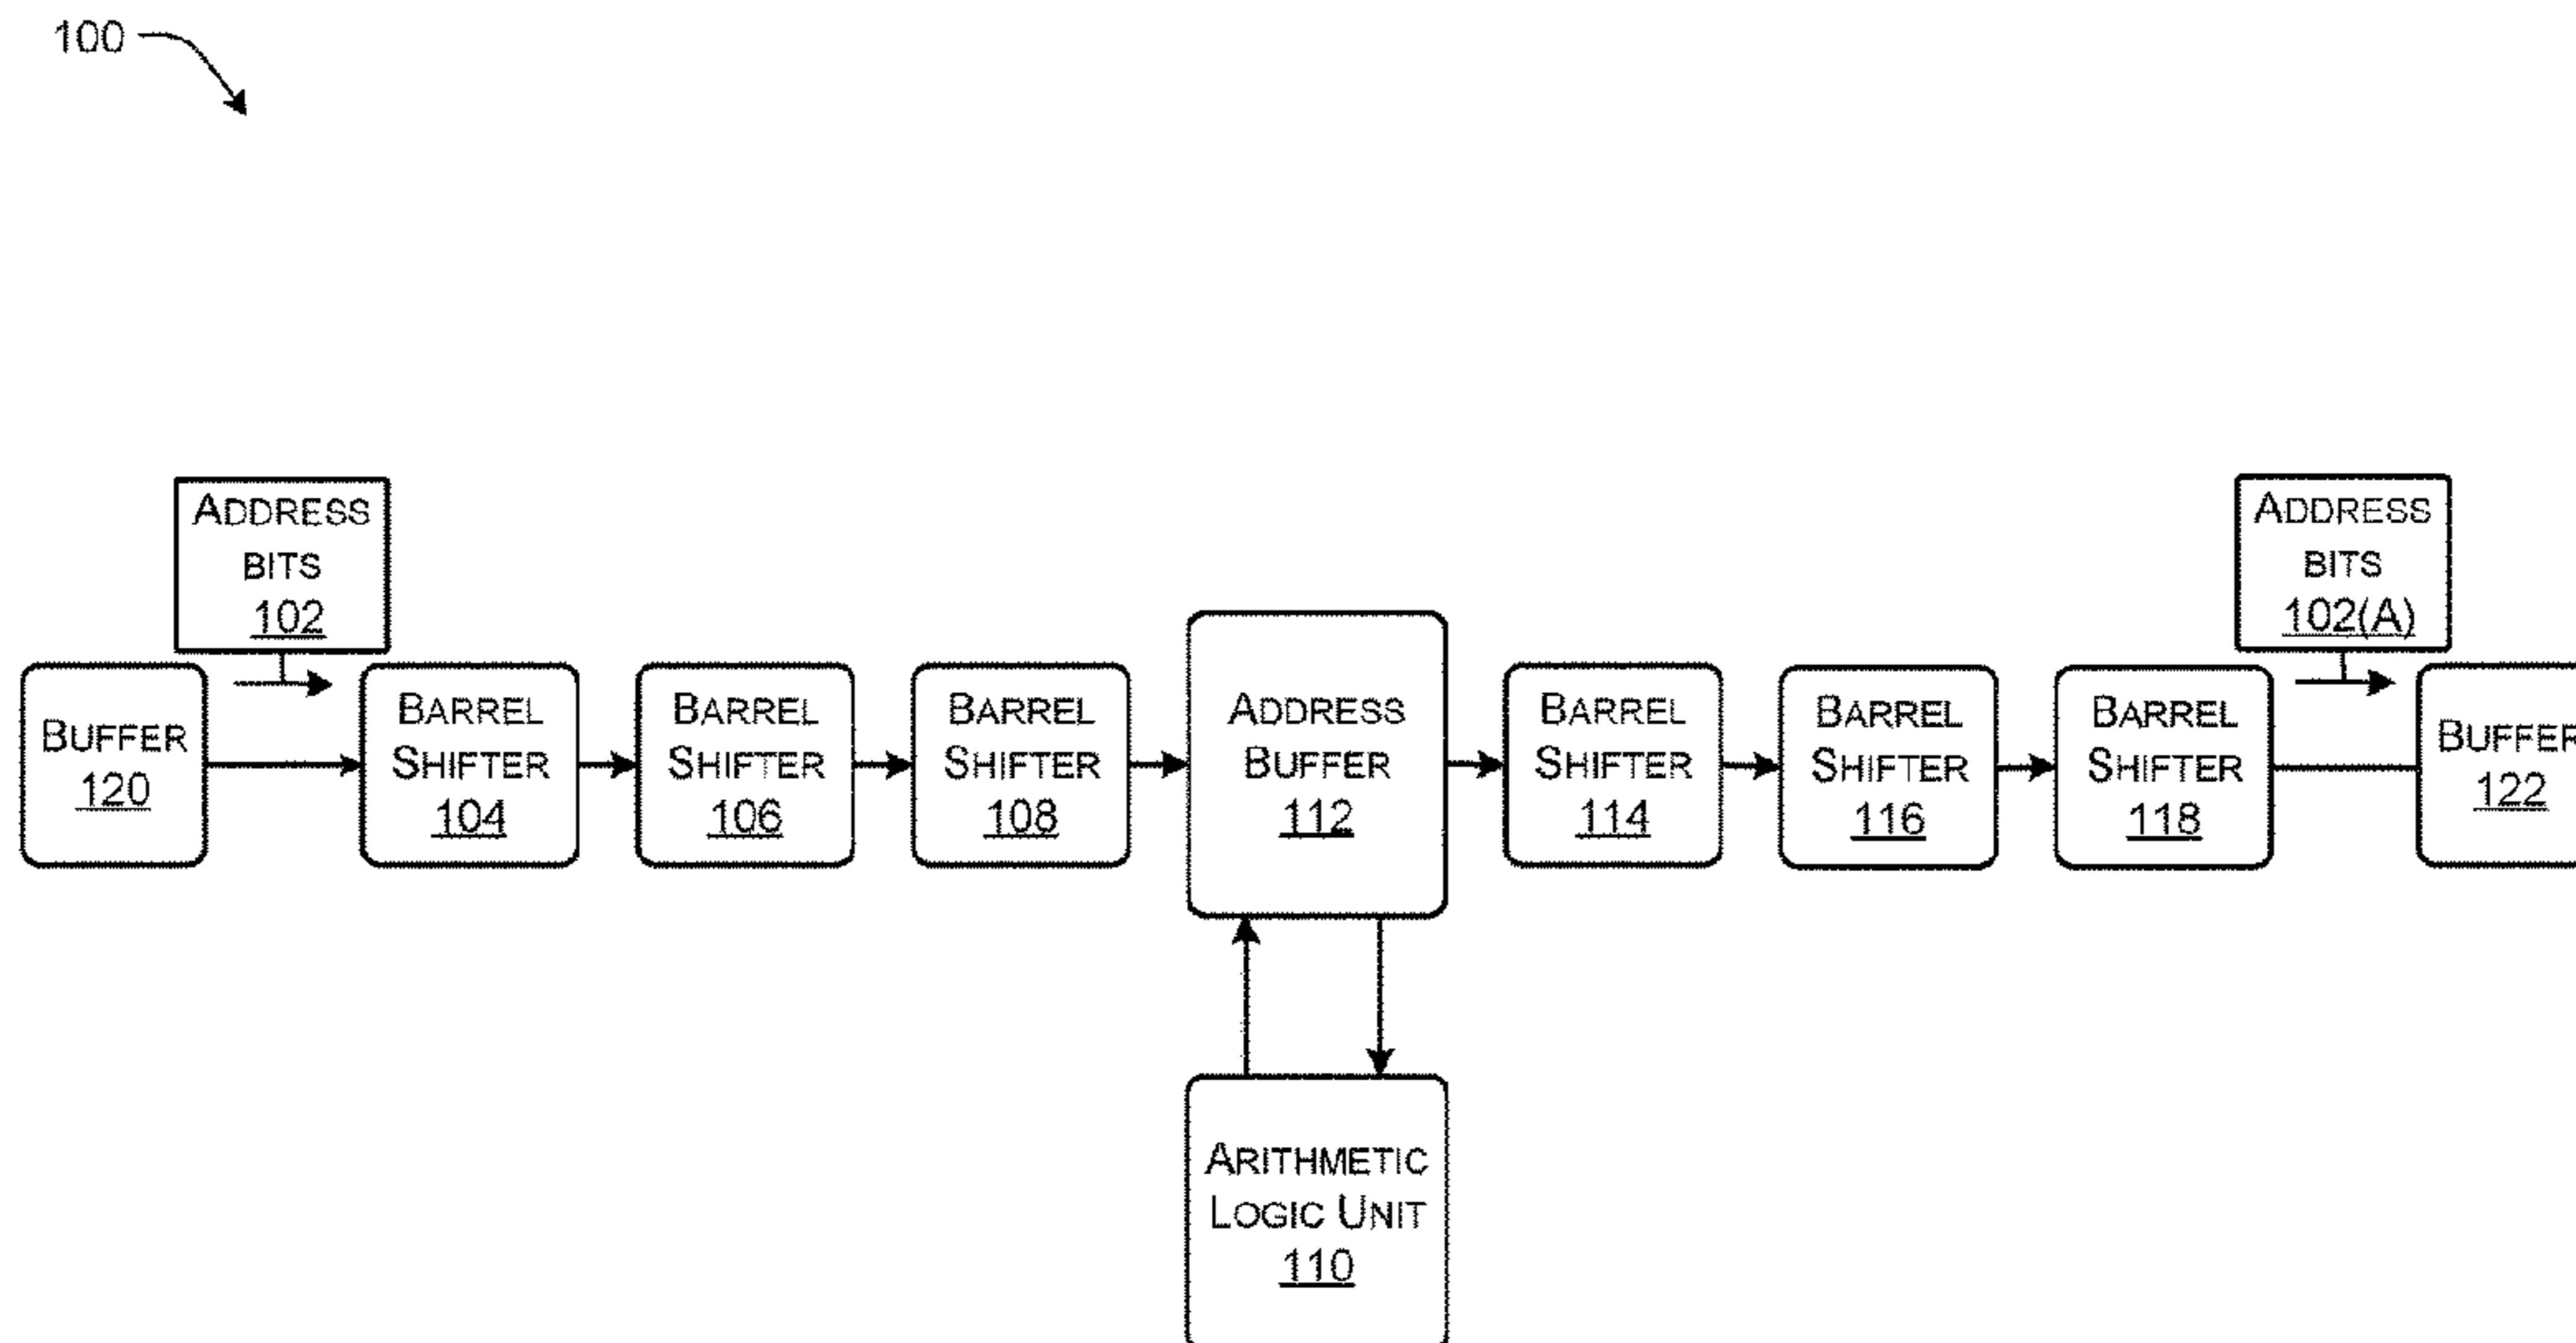 100
ADDRESS
BITS
102
ADDRESS
BITS
102(A)
BUFFER
120
BARREL
SHIFTER
104
BARREL
SHIFTER
106
BARREL
SHIFTER
108
ADDRESS
BUFFER
112
BARREL
SHIFTER
114
BARREL
SHIFTER
116
BARREL
SHIFTER
118
BUFFER
122
ARITHMETIC
LOGIC UNIT
110